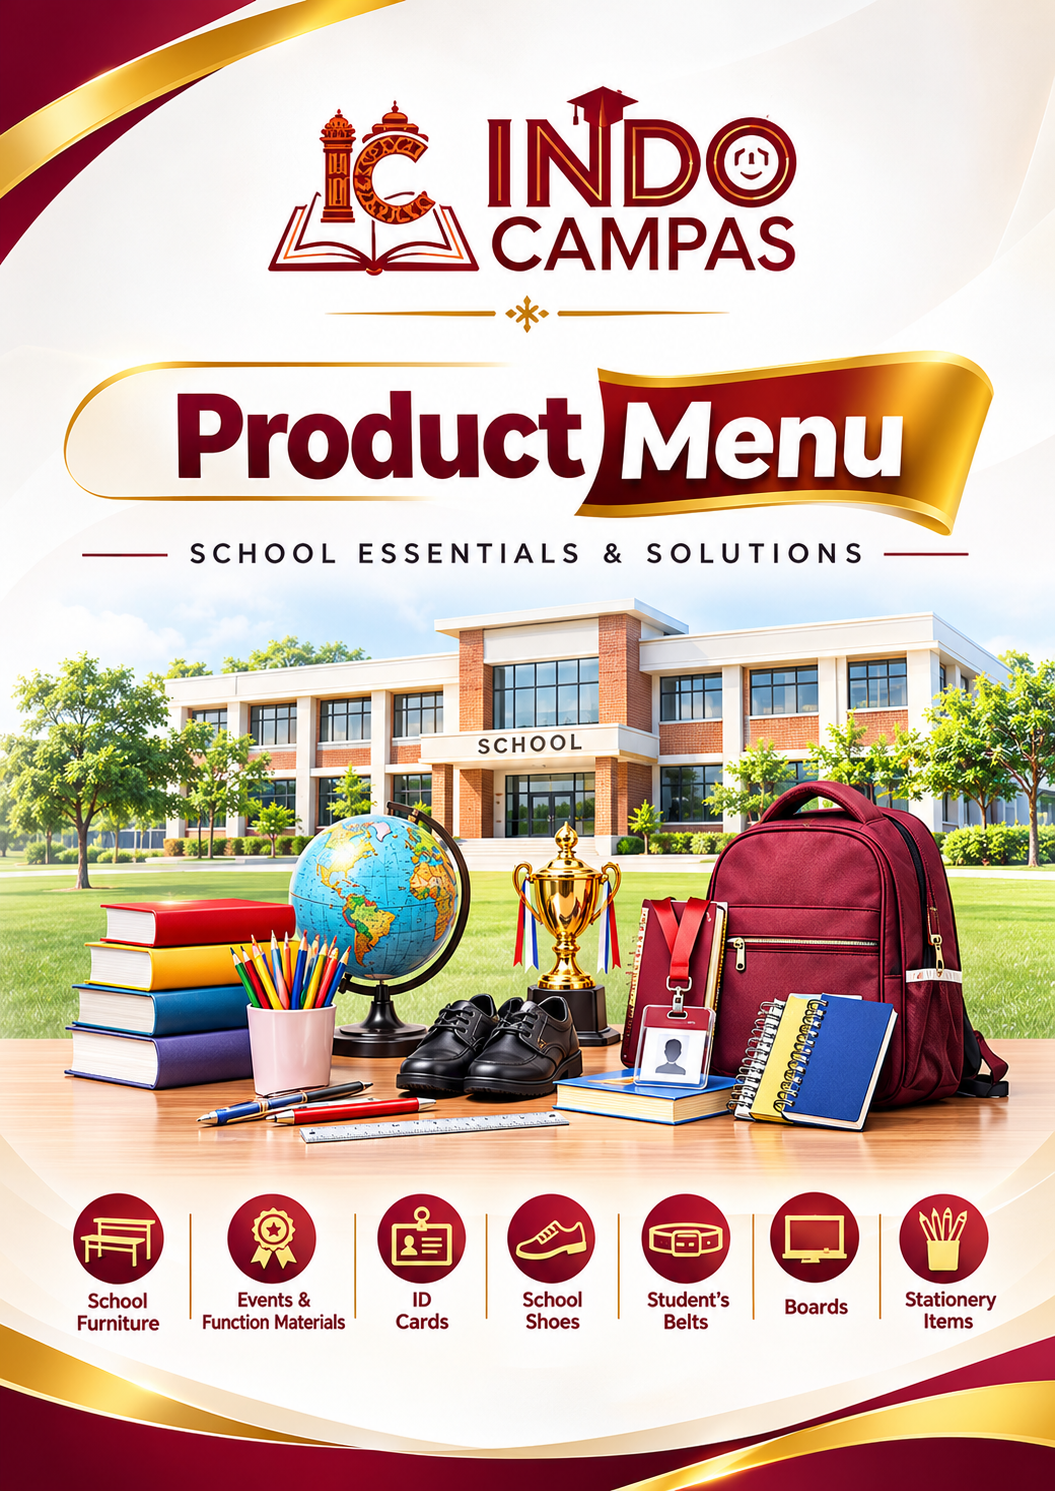 IC INDO
CAMPAS
Product Menu
SCHOOL ESSENTIALS & SOLUTIONS
SCHOOL
School
Furniture
Events &
Function Materials
ID
Cards
School
Shoes
Student's
Belts
Boards
Stationery
Items